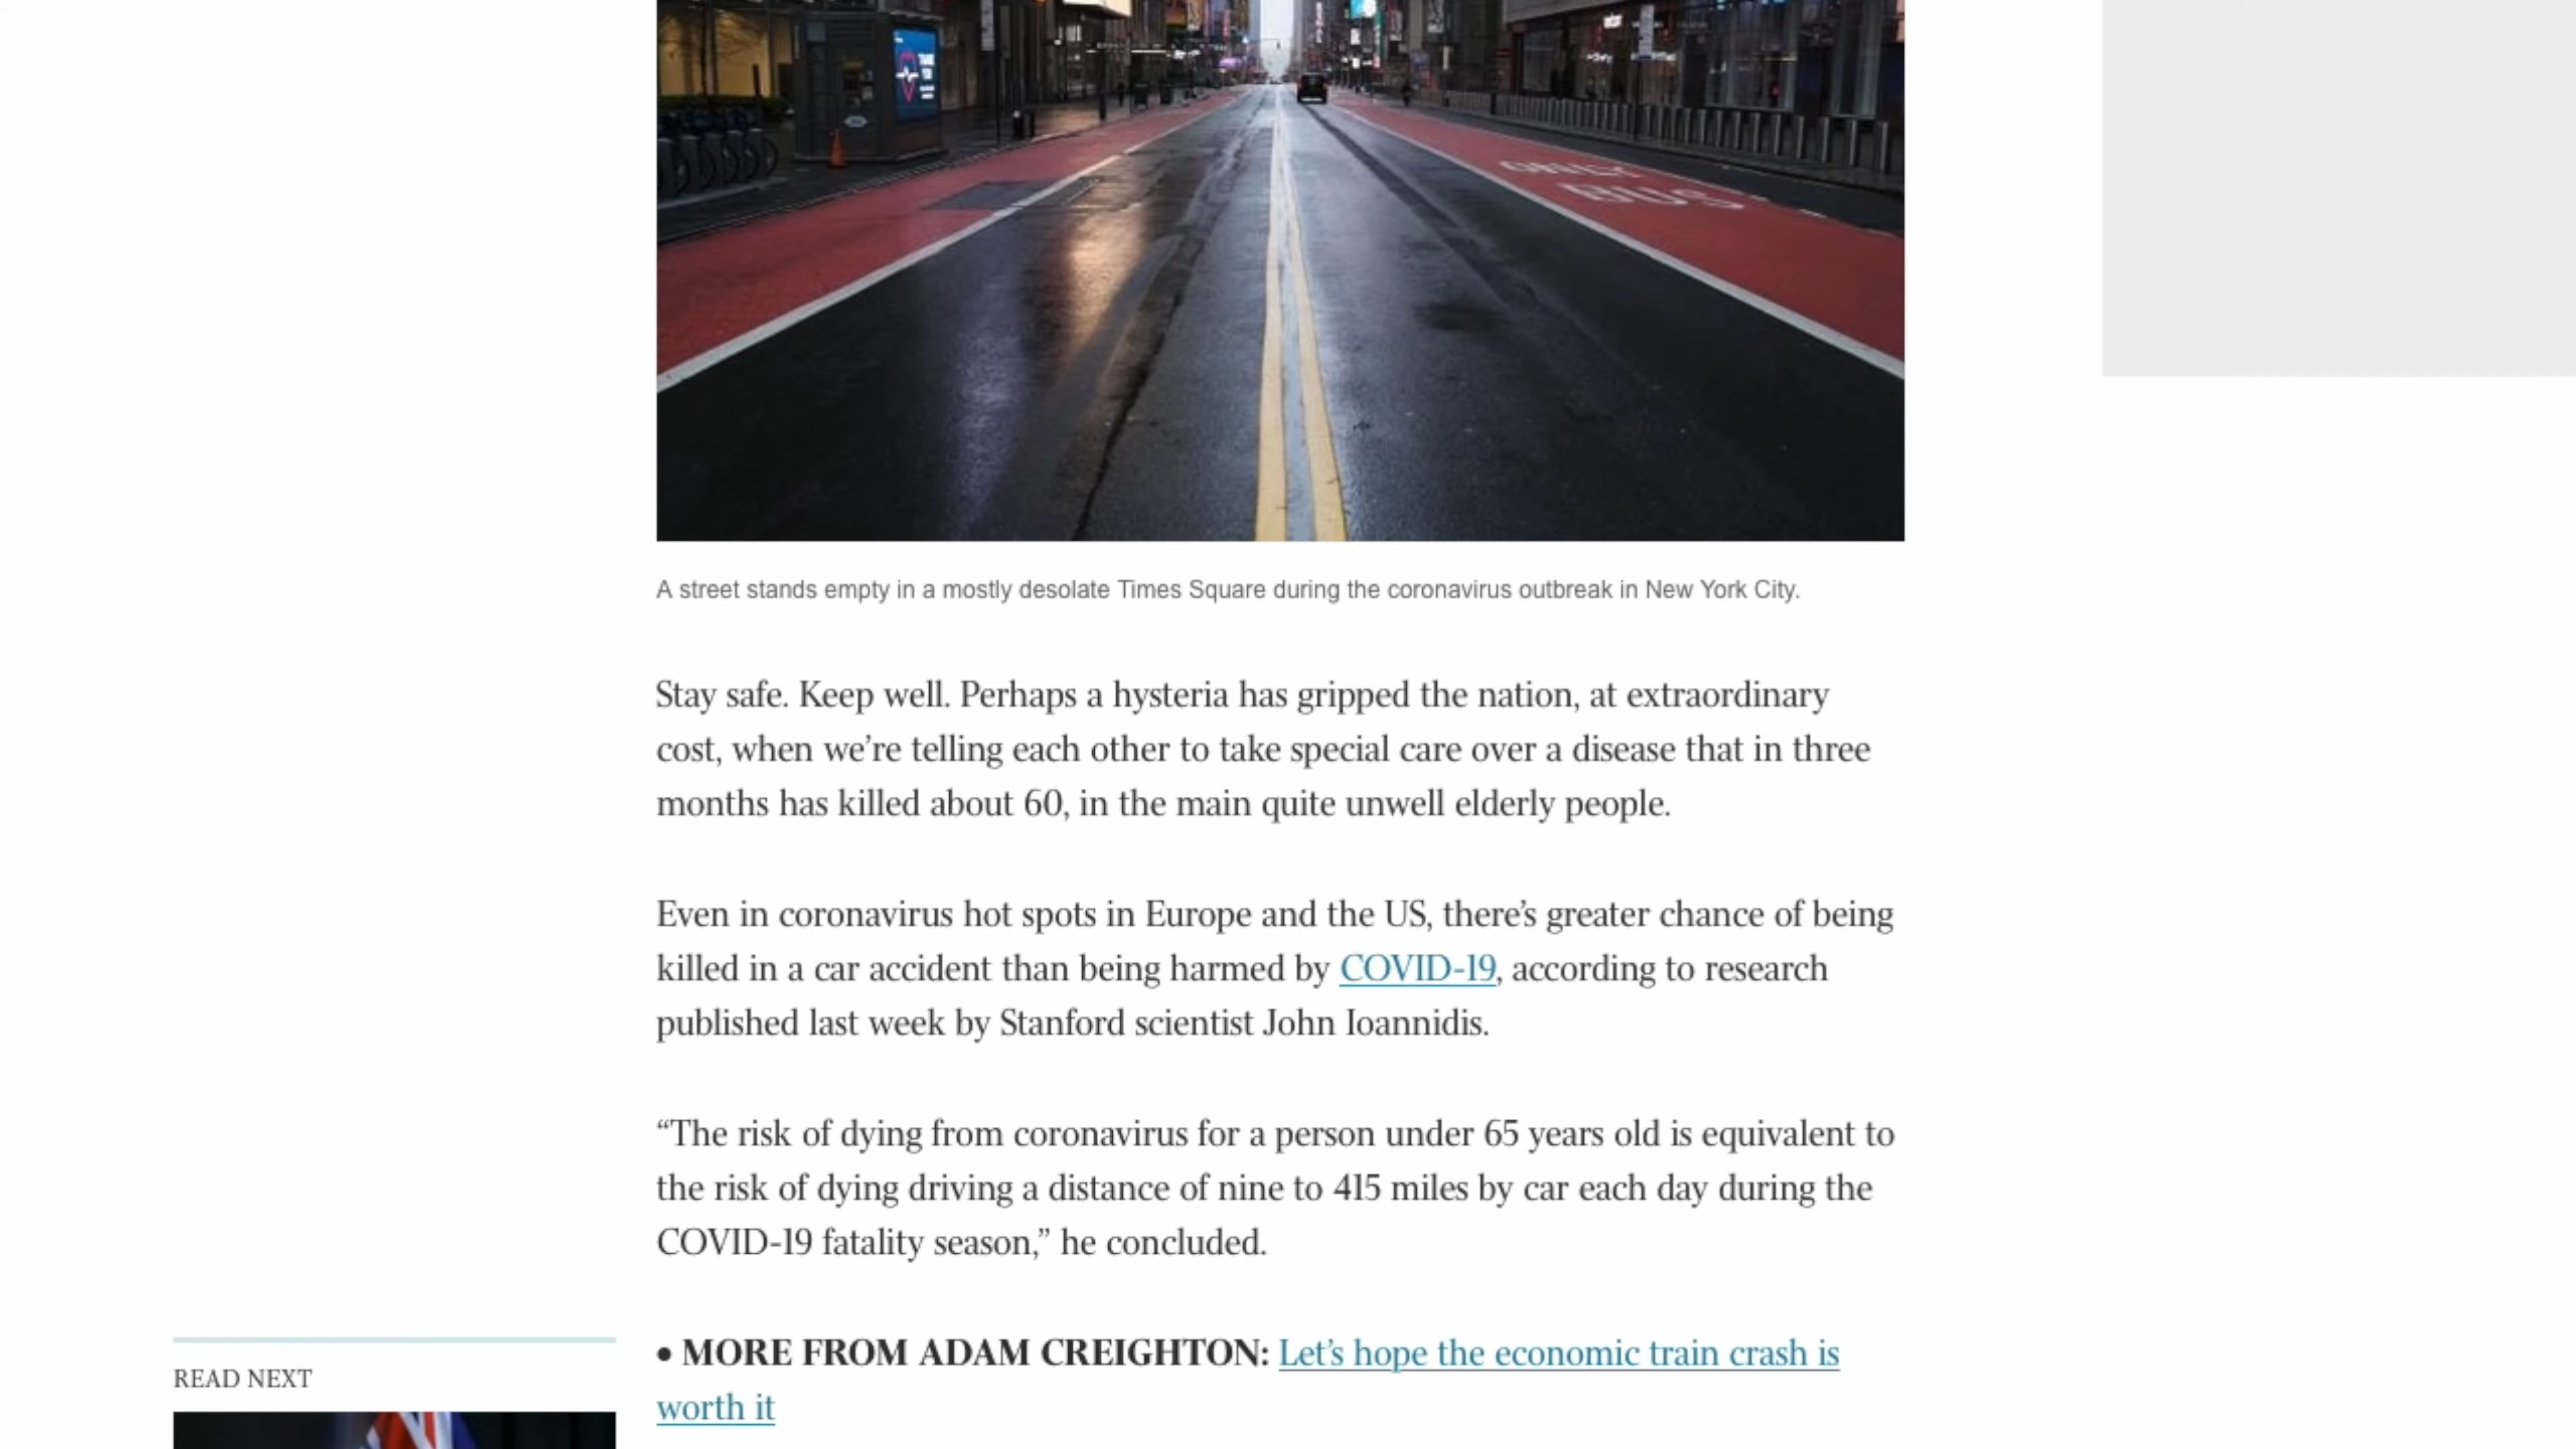 ONLY
BUS
A street stands empty in a mostly desolate Times Square during the coronavirus outbreak in New York City.
Stay safe. Keep well. Perhaps a hysteria has gripped the nation, at extraordinary
cost, when we’re telling each other to take special care over a disease that in three
months has killed about 60, in the main quite unwell elderly people.
Even in coronavirus hot spots in Europe and the US, there’s greater chance of being
killed in a car accident than being harmed by COVID-19, according to research
published last week by Stanford scientist John Ioannidis.
“The risk of dying from coronavirus for a person under 65 years old is equivalent to
the risk of dying driving a distance of nine to 415 miles by car each day during the
COVID-19 fatality season,” he concluded.
• MORE FROM ADAM CREIGHTON: Let’s hope the economic train crash is
worth it
READ NEXT